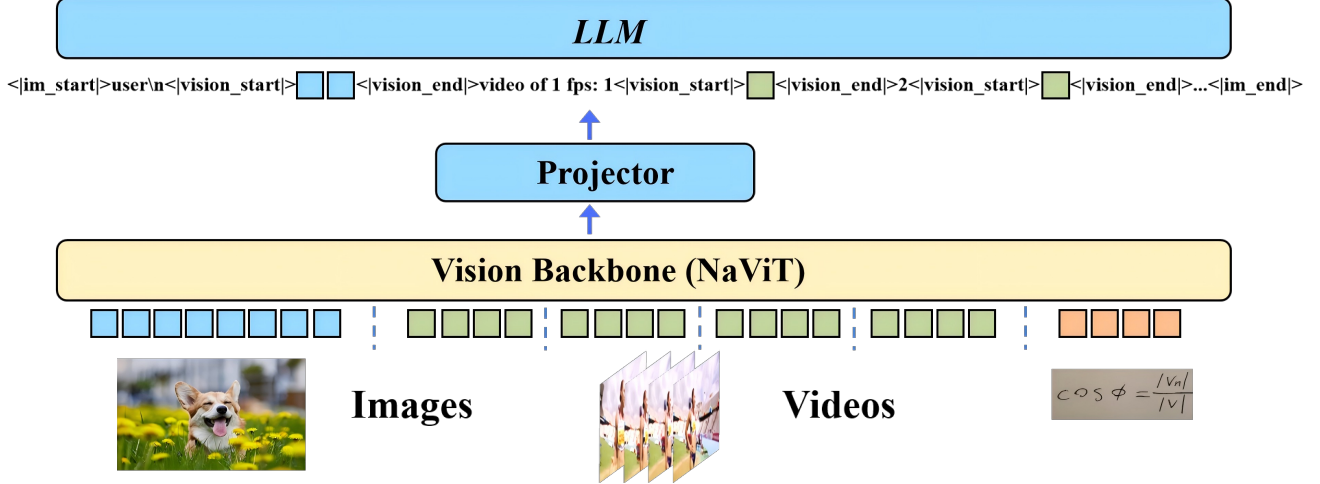 LLM
<|im_start|>user\n<|vision_start|><|vision_end|>video of 1 fps: 1<|vision_start|><|vision_end|>2<|vision_start|><|vision_end|>...<|im_end|>
Projector
Vision Backbone (NaViT)
Images
Videos
cos ϕ = |Vn| / |V|